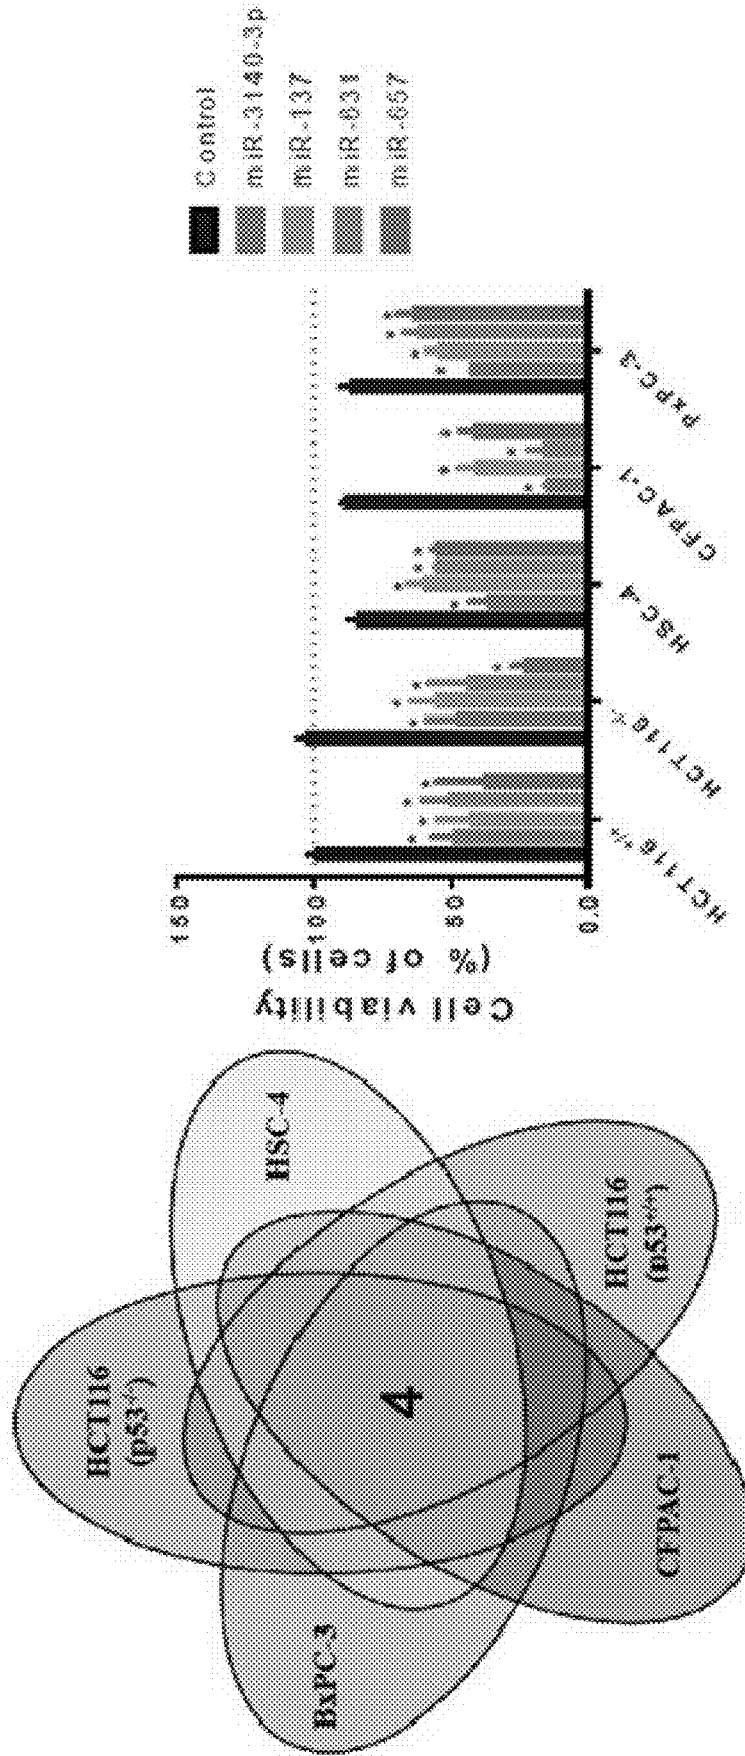 HCT116
(p53-/-)
HSC-4
BxPC-3
4
CFPAC-1
HCT116
(p53+/+)
Cell viability
(% of cells)
150
100
50
0.0
HCT116+/+
HCT116-/-
HSC-4
CFPAC-1
PxPC-3
Control
miR-3140-3p
miR-137
miR-631
miR-657